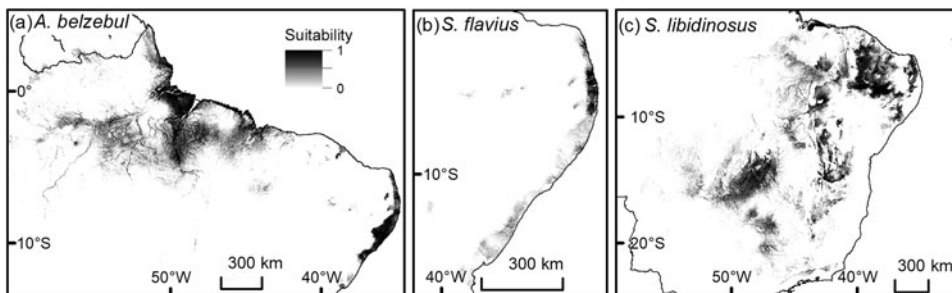 (a) A. belzebul
Suitability
1
0
0°
10°S
50°W
40°W
300 km
(b) S. flavius
10°S
40°W
300 km
(c) S. libidinosus
10°S
20°S
50°W
40°W
300 km